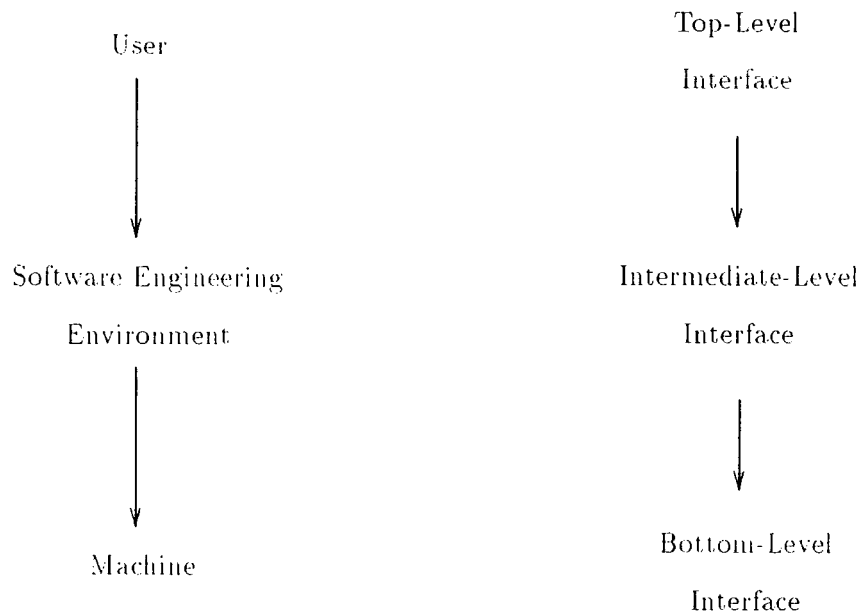 User
Software Engineering
Environment
Machine
Top-Level
Interface
Intermediate-Level
Interface
Bottom-Level
Interface